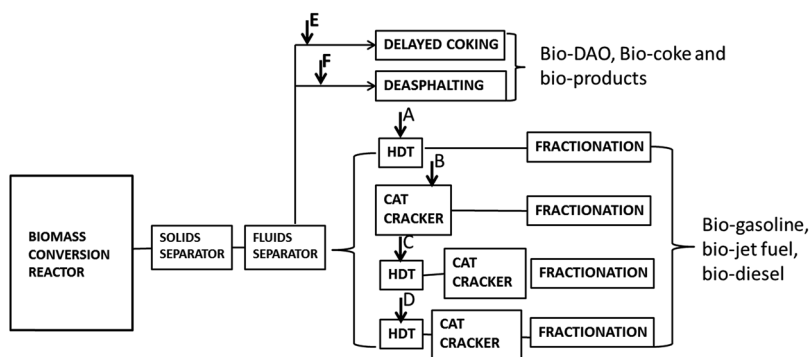 E
DELAYED COKING
F
DEASPHALTING
Bio-DAO, Bio-coke and
bio-products
A
HDT
FRACTIONATION
B
CAT
CRACKER
FRACTIONATION
BIOMASS
CONVERSION
REACTOR
SOLIDS
SEPARATOR
FLUIDS
SEPARATOR
C
HDT
CAT
CRACKER
FRACTIONATION
D
HDT
CAT
CRACKER
FRACTIONATION
Bio-gasoline,
bio-jet fuel,
bio-diesel